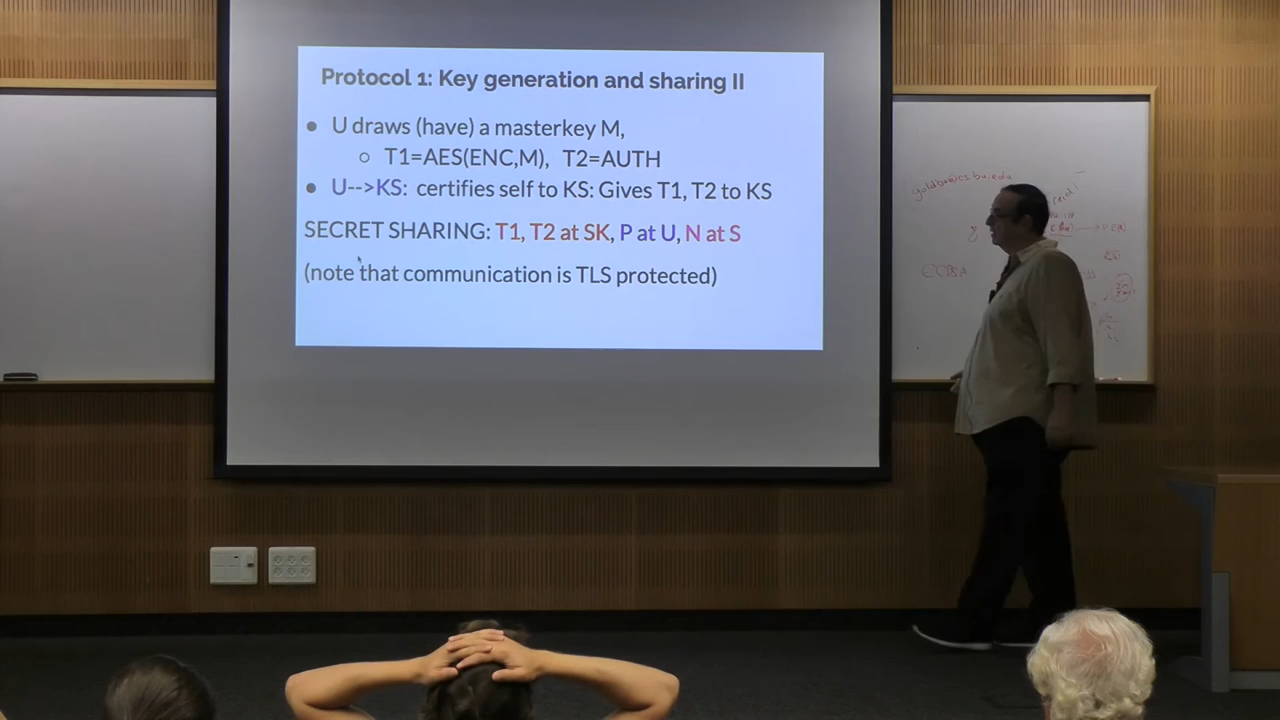 Protocol 1: Key generation and sharing II
● U draws (have) a masterkey M,
○ T1=AES(ENC,M), T2=AUTH
● U-->KS: certifies self to KS: Gives T1, T2 to KS
SECRET SHARING: T1, T2 at SK, P at U, N at S
(note that communication is TLS protected)